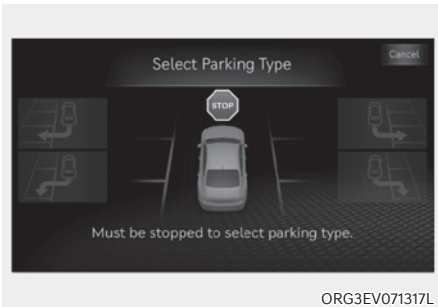 Select Parking Type
Cancel
STOP
Must be stopped to select parking type.
ORG3EV071317L